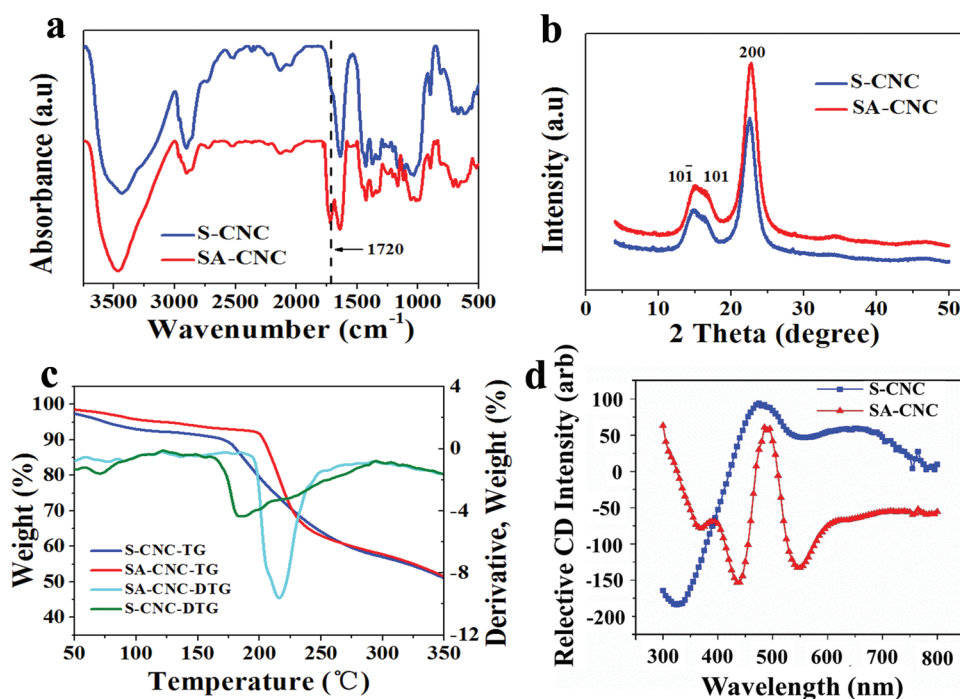 a
Absorbance (a.u)
S-CNC
SA-CNC
1720
3500 3000 2500 2000 1500 1000 500
Wavenumber (cm⁻¹)
b
Intensity (a.u)
200
S-CNC
SA-CNC
101̄ 101
0 10 20 30 40 50
2 Theta (degree)
c
Weight (%)
100
90
80
70
60
50
40
S-CNC-TG
SA-CNC-TG
SA-CNC-DTG
S-CNC-DTG
4
0
-4
-8
-12
Derivative, Weight (%)
50 100 150 200 250 300 350
Temperature (℃)
d
Relective CD Intensity (arb)
100
50
0
-50
-100
-150
-200
S-CNC
SA-CNC
300 400 500 600 700 800
Wavelength (nm)